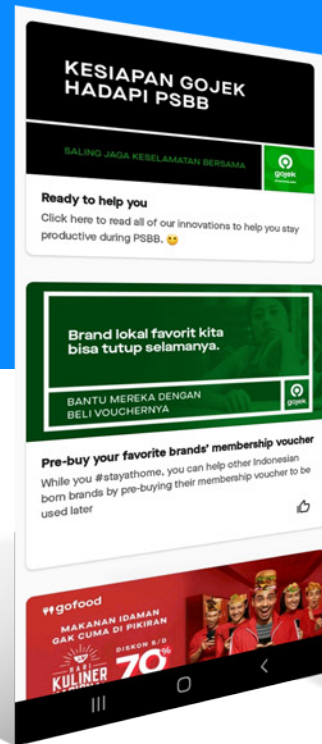 KESIAPAN GOJEK
HADAPI PSBB
SALING JAGA KESELAMATAN BERSAMA
gojek
Ready to help you
Click here to read all of our innovations to help you stay
productive during PSBB. 🙂
Brand lokal favorit kita
bisa tutup selamanya.
BANTU MEREKA DENGAN
BELI VOUCHERNYA
gojek
Pre-buy your favorite brands' membership voucher
While you #stayathome, you can help other Indonesian
born brands by pre-buying their membership voucher to be
used later
gofood
MAKANAN IDAMAN
GAK CUMA DI PIKIRAN
HARI
KULINER
DISKON S/D
70%